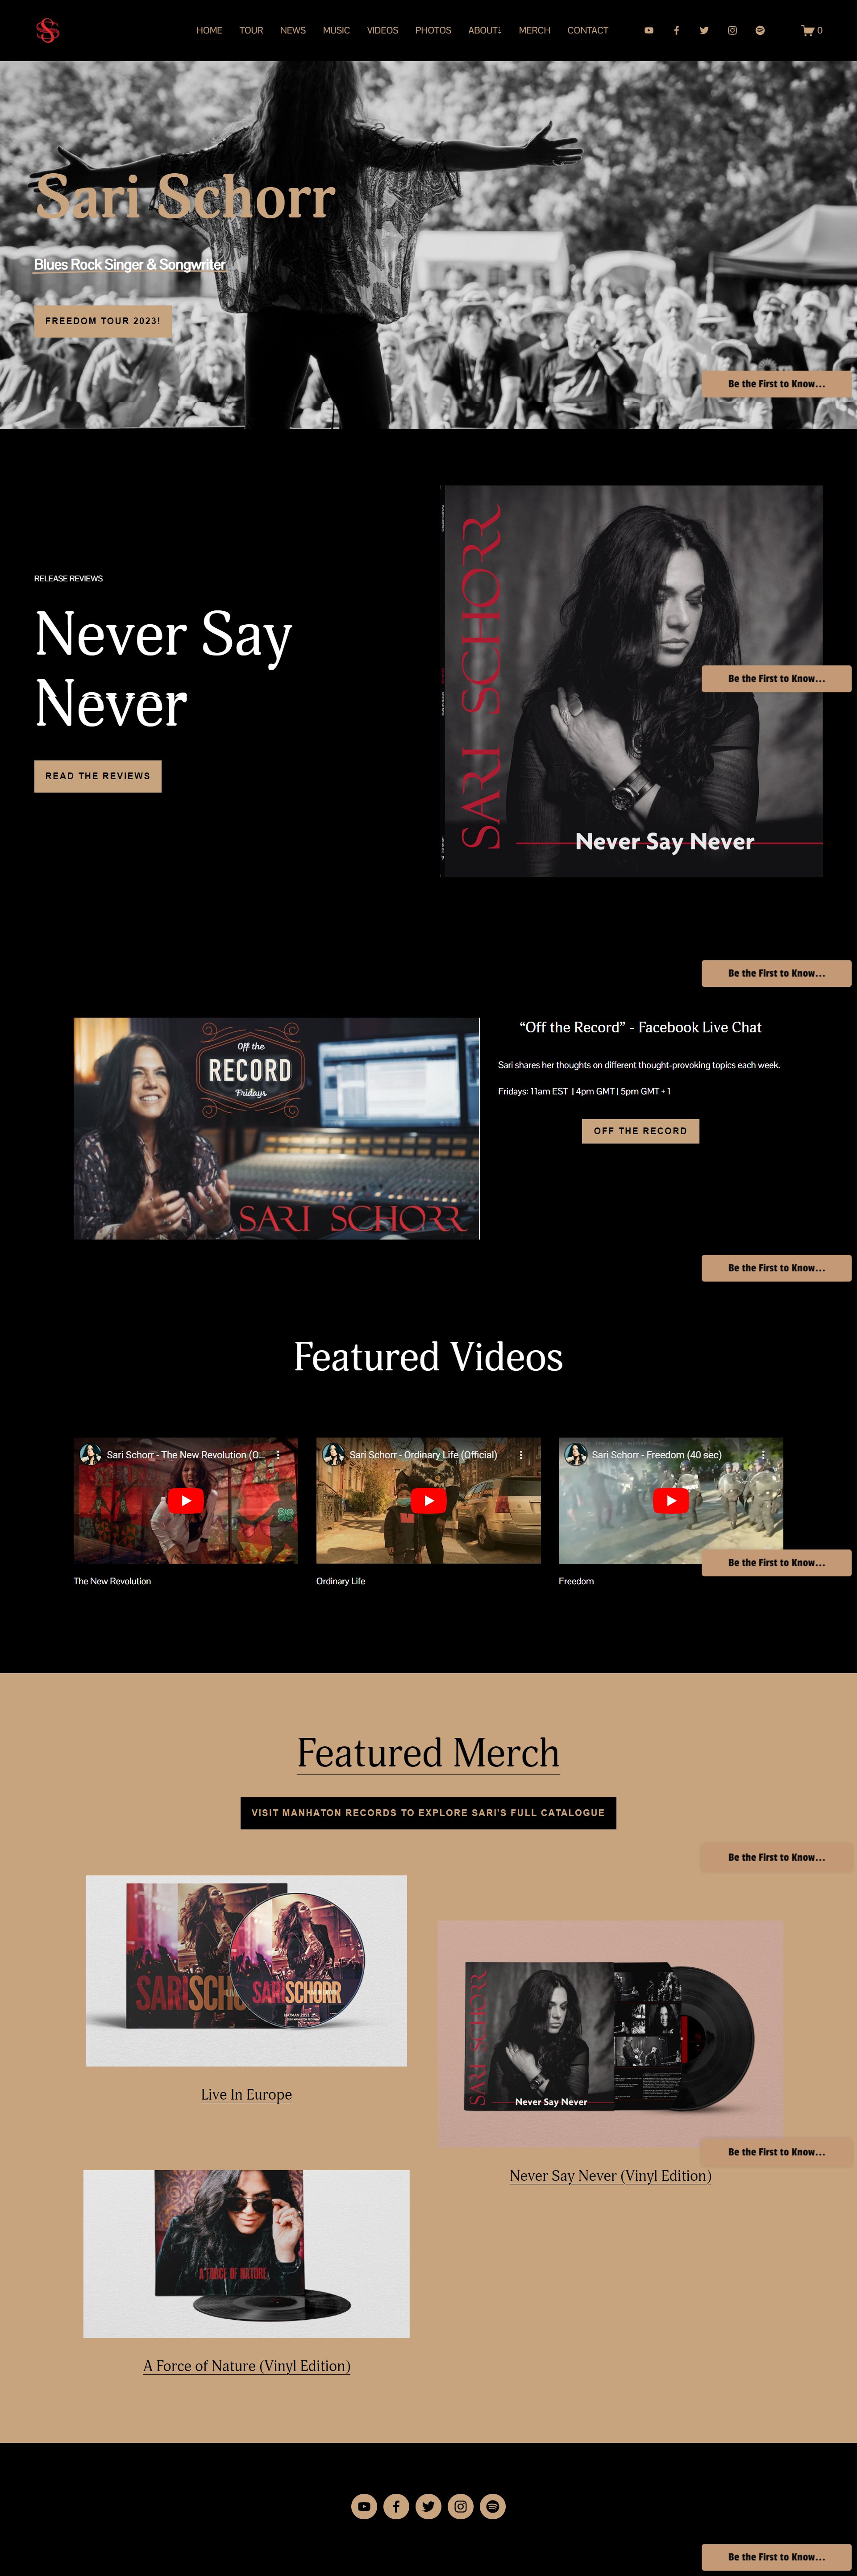 HOME TOUR NEWS MUSIC VIDEOS PHOTOS ABOUT↓ MERCH CONTACT 0
Sari Schorr
Blues Rock Singer & Songwriter
FREEDOM TOUR 2023!
Be the First to Know...
RELEASE REVIEWS
Never Say
Never
READ THE REVIEWS
SARI SCHORR
Be the First to Know...
Never Say Never
Be the First to Know...
Off the
RECORD
Fridays
SARI SCHORR
“Off the Record” - Facebook Live Chat
Sari shares her thoughts on different thought-provoking topics each week.
Fridays: 11am EST | 4pm GMT | 5pm GMT + 1
OFF THE RECORD
Be the First to Know...
Featured Videos
Sari Schorr - The New Revolution (O...
Sari Schorr - Ordinary Life (Official)
Sari Schorr - Freedom (40 sec)
Be the First to Know...
The New Revolution
Ordinary Life
Freedom
Featured Merch
VISIT MANHATON RECORDS TO EXPLORE SARI'S FULL CATALOGUE
Be the First to Know...
SARISCHO
SARISCHORR
Live In Europe
SARI SCHORR
Never Say Never
Be the First to Know...
Never Say Never (Vinyl Edition)
A FORCE OF NATURE
A Force of Nature (Vinyl Edition)
Be the First to Know...